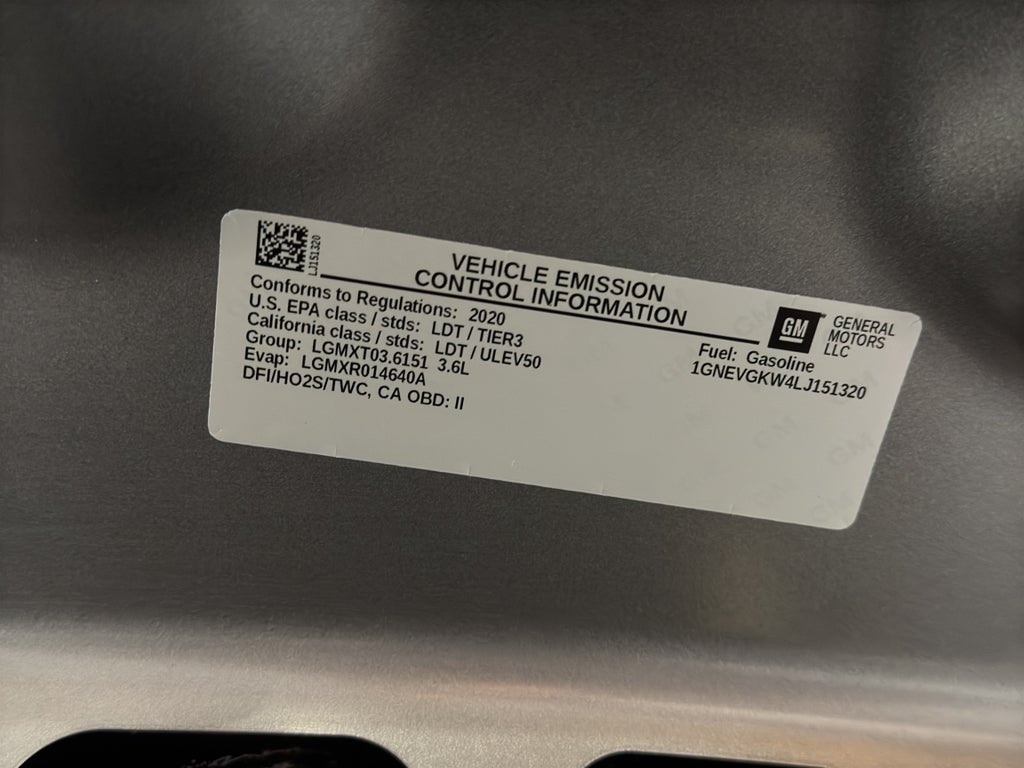 LJ151320
VEHICLE EMISSION
CONTROL INFORMATION
Conforms to Regulations: 2020
U.S. EPA class / stds: LDT / TIER3
California class / stds: LDT / ULEV50
Group: LGMXT03.6151 3.6L
Evap: LGMXR014640A
DFI/HO2S/TWC, CA OBD: II
GM
GENERAL
MOTORS
LLC
Fuel: Gasoline
1GNEVGKW4LJ151320